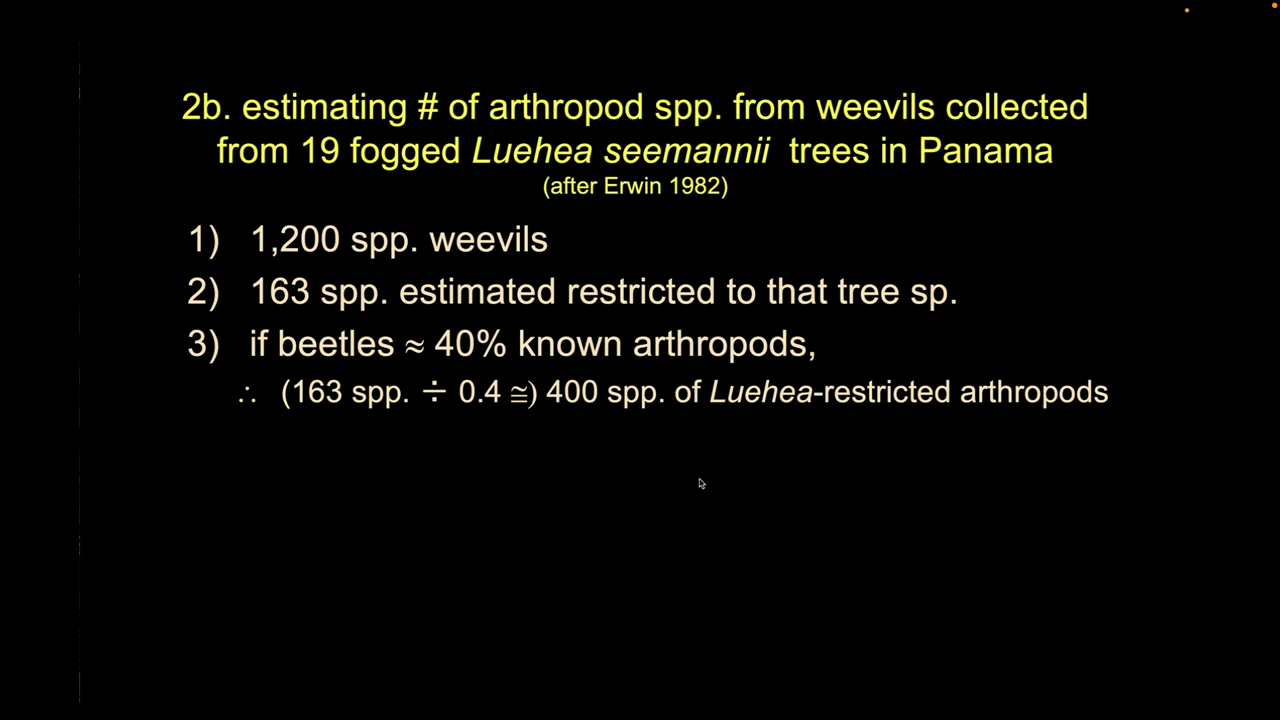 2b. estimating # of arthropod spp. from weevils collected
from 19 fogged Luehea seemannii trees in Panama
(after Erwin 1982)
1) 1,200 spp. weevils
2) 163 spp. estimated restricted to that tree sp.
3) if beetles ≈ 40% known arthropods,
∴ (163 spp. ÷ 0.4 ≅) 400 spp. of Luehea-restricted arthropods